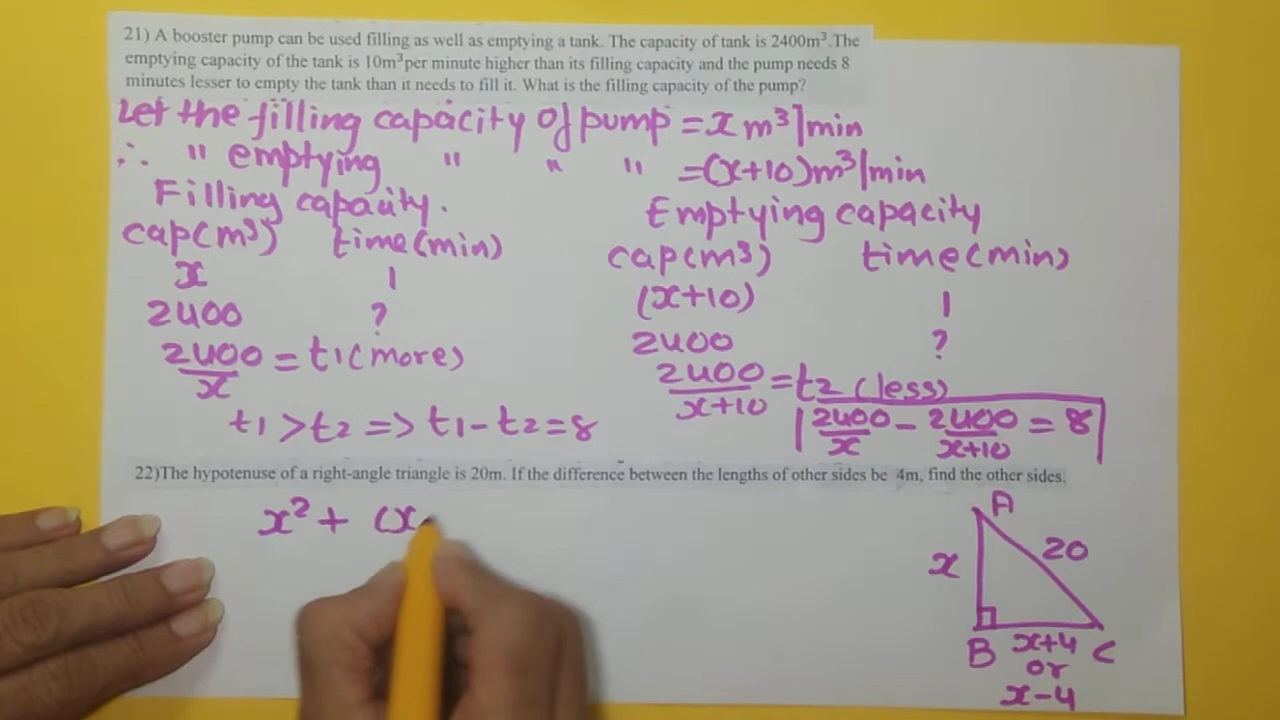 21) A booster pump can be used filling as well as emptying a tank. The capacity of tank is 2400m³.The
emptying capacity of the tank is 10m³per minute higher than its filling capacity and the pump needs 8
minutes lesser to empty the tank than it needs to fill it. What is the filling capacity of the pump?
Let the filling capacity of pump = x m³/min
∴ " emptying " " " = (x+10)m³/min
Filling capacity.
cap(m³) time(min)
x 1
2400 ?
2400/x = t1(more)
Emptying capacity
cap(m³) time(min)
(x+10) 1
2400 ?
2400/x+10 = t2 (less)
t1 > t2 => t1 - t2 = 8
2400/x - 2400/x+10 = 8
22)The hypotenuse of a right-angle triangle is 20m. If the difference between the lengths of other sides be 4m, find the other sides.
x² + (x
A
x 20
B x+4 C
or
x-4